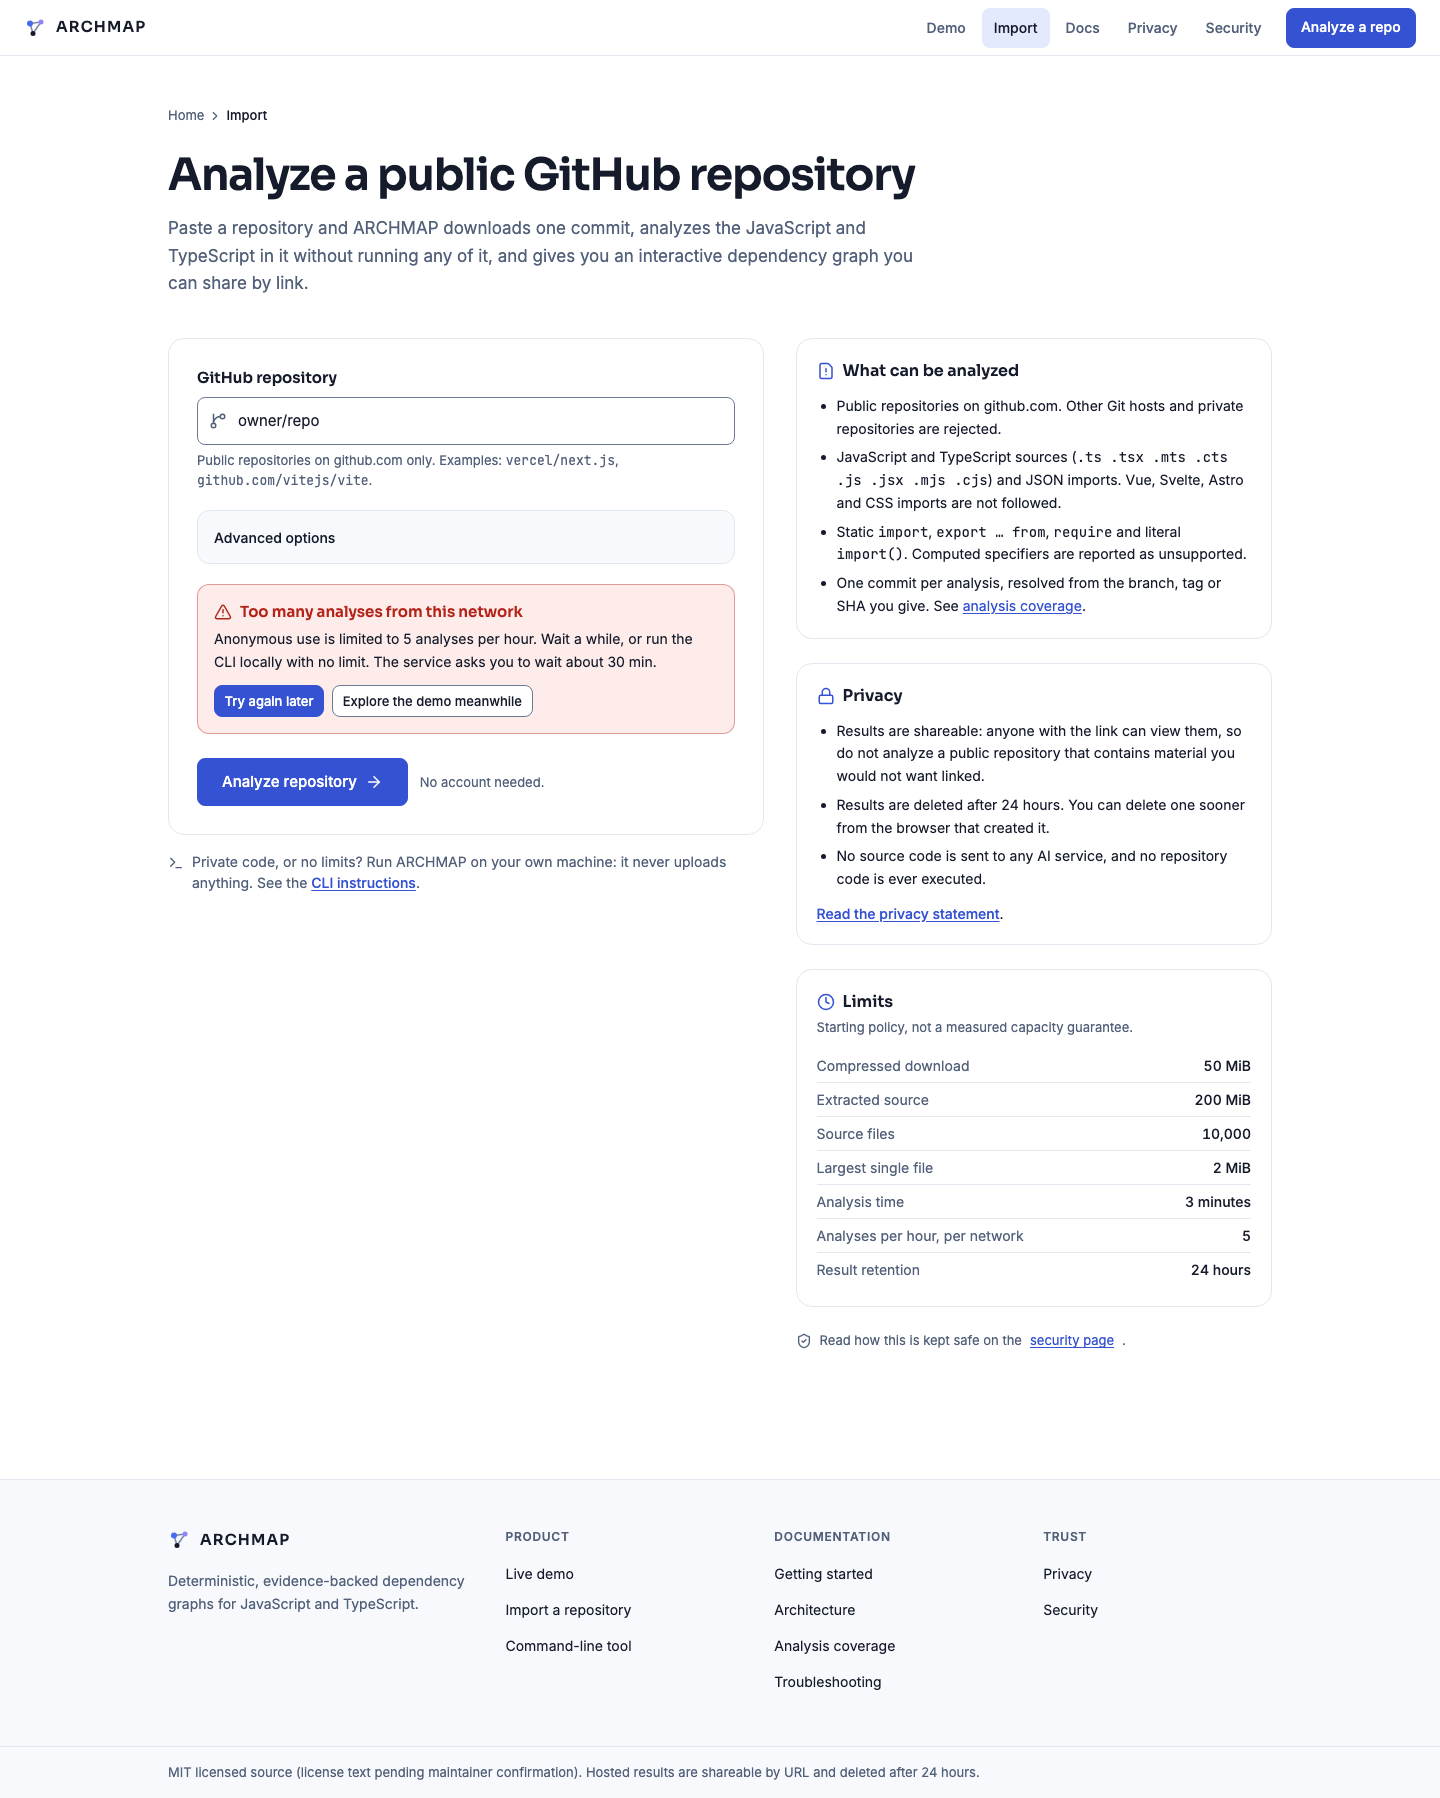 ARCHMAP
Demo
Import
Docs
Privacy
Security
Analyze a repo
Home > Import
Analyze a public GitHub repository
Paste a repository and ARCHMAP downloads one commit, analyzes the JavaScript and
TypeScript in it without running any of it, and gives you an interactive dependency graph you
can share by link.
GitHub repository
owner/repo
Public repositories on github.com only. Examples: vercel/next.js,
github.com/vitejs/vite.
Advanced options
Too many analyses from this network
Anonymous use is limited to 5 analyses per hour. Wait a while, or run the
CLI locally with no limit. The service asks you to wait about 30 min.
Try again later
Explore the demo meanwhile
Analyze repository
No account needed.
Private code, or no limits? Run ARCHMAP on your own machine: it never uploads
anything. See the CLI instructions.
What can be analyzed
• Public repositories on github.com. Other Git hosts and private
repositories are rejected.
• JavaScript and TypeScript sources (.ts .tsx .mts .cts
.js .jsx .mjs .cjs) and JSON imports. Vue, Svelte, Astro
and CSS imports are not followed.
• Static import, export … from, require and literal
import(). Computed specifiers are reported as unsupported.
• One commit per analysis, resolved from the branch, tag or
SHA you give. See analysis coverage.
Privacy
• Results are shareable: anyone with the link can view them, so
do not analyze a public repository that contains material you
would not want linked.
• Results are deleted after 24 hours. You can delete one sooner
from the browser that created it.
• No source code is sent to any AI service, and no repository
code is ever executed.
Read the privacy statement.
Limits
Starting policy, not a measured capacity guarantee.
Compressed download 50 MiB
Extracted source 200 MiB
Source files 10,000
Largest single file 2 MiB
Analysis time 3 minutes
Analyses per hour, per network 5
Result retention 24 hours
Read how this is kept safe on the security page .
ARCHMAP
Deterministic, evidence-backed dependency
graphs for JavaScript and TypeScript.
PRODUCT
Live demo
Import a repository
Command-line tool
DOCUMENTATION
Getting started
Architecture
Analysis coverage
Troubleshooting
TRUST
Privacy
Security
MIT licensed source (license text pending maintainer confirmation). Hosted results are shareable by URL and deleted after 24 hours.